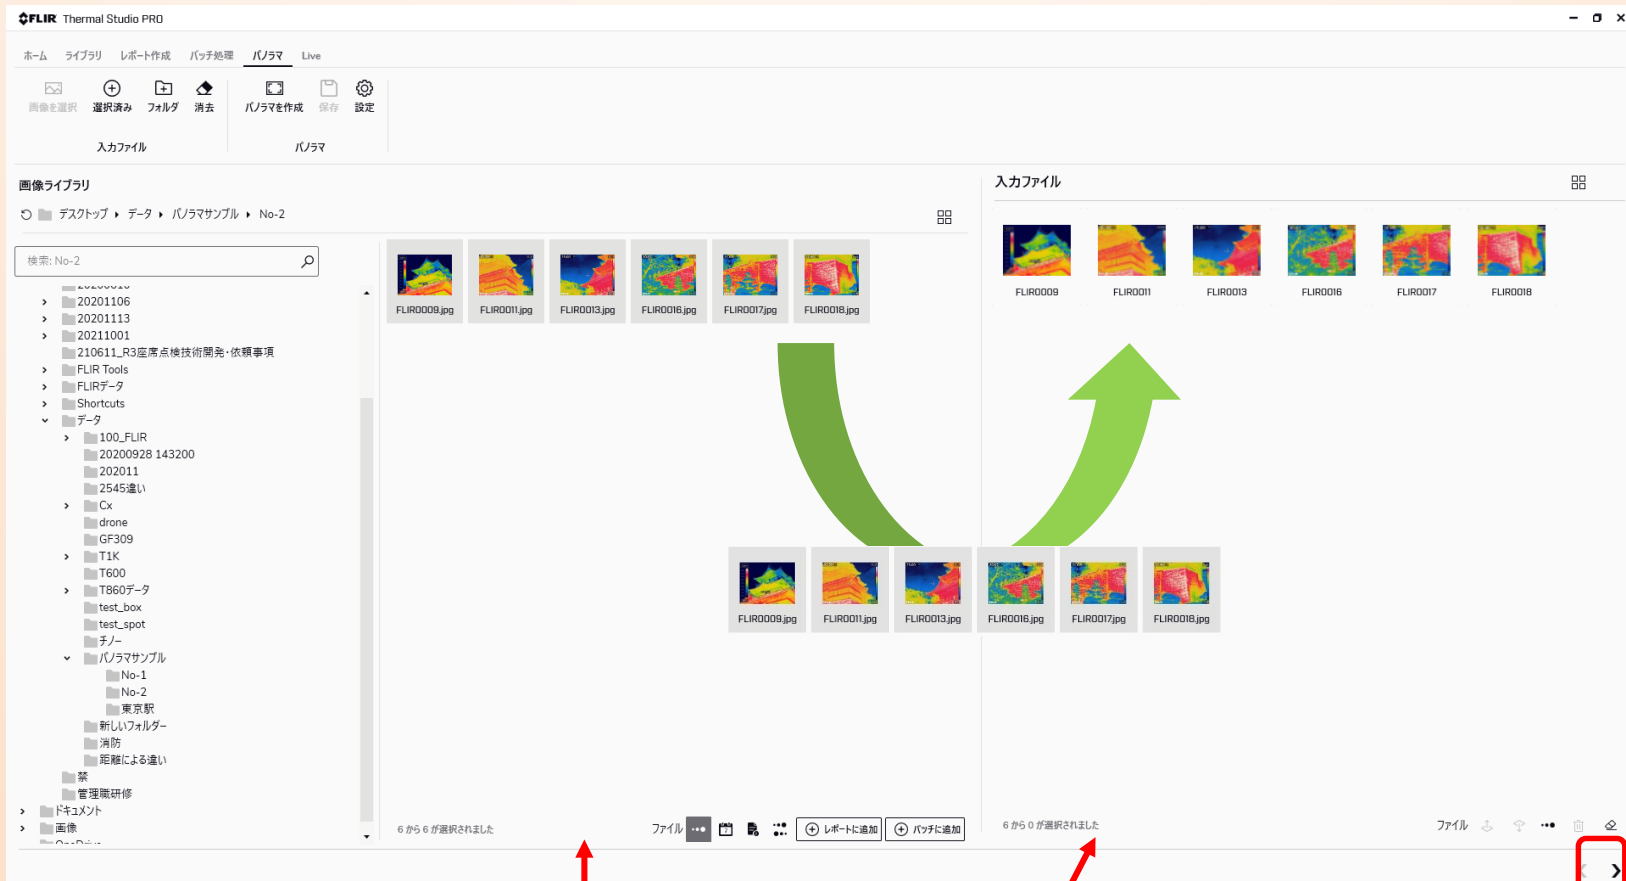 FLIR Thermal Studio PRO
ホーム ライブラリ レポート作成 バッチ処理 パノラマ Live
画像を選択 選択済み フォルダ 消去 パノラマを作成 保存 設定
入力ファイル パノラマ
画像ライブラリ
デスクトップ データ パノラマサンプル No-2
検索: No-2
20201106
20201113
20211001
210611_R3座席点検技術開発・依頼事項
FLIR Tools
FLIRデータ
Shortcuts
データ
100_FLIR
20200928 143200
202011
2545違い
Cx
drone
GF309
T1K
T600
T860データ
test_box
test_spot
チノー
パノラマサンプル
No-1
No-2
東京駅
新しいフォルダー
消防
距離による違い
禁
管理職研修
ドキュメント
画像
FLIR0009.jpg FLIR0011.jpg FLIR0013.jpg FLIR0016.jpg FLIR0017.jpg FLIR0018.jpg
FLIR0009.jpg FLIR0011.jpg FLIR0013.jpg FLIR0016.jpg FLIR0017.jpg FLIR0018.jpg
6 から 6 が選択されました
ファイル レポートに追加 バッチに追加
入力ファイル
FLIR0009 FLIR0011 FLIR0013 FLIR0016 FLIR0017 FLIR0018
6 から 0 が選択されました
ファイル